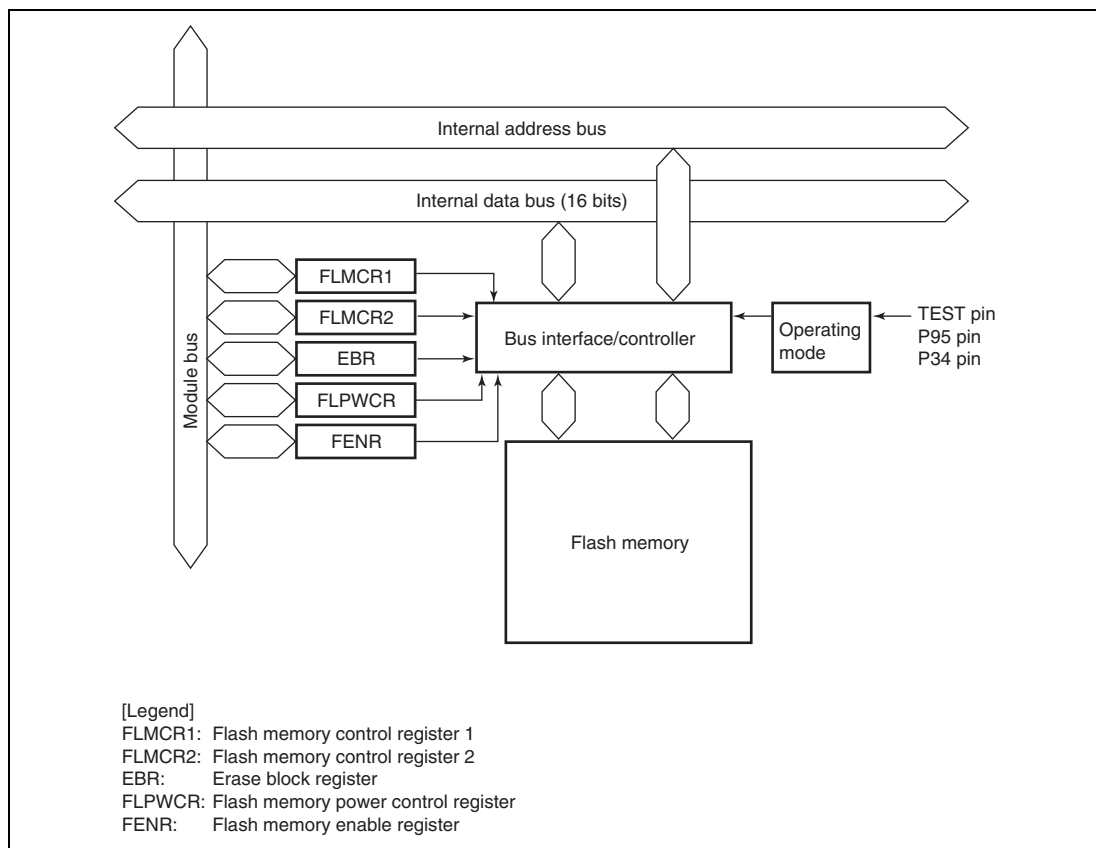 Internal address bus
Internal data bus (16 bits)
Module bus
FLMCR1
FLMCR2
EBR
FLPWCR
FENR
Bus interface/controller
Operating
mode
TEST pin
P95 pin
P34 pin
Flash memory
[Legend]
FLMCR1: Flash memory control register 1
FLMCR2: Flash memory control register 2
EBR: Erase block register
FLPWCR: Flash memory power control register
FENR: Flash memory enable register